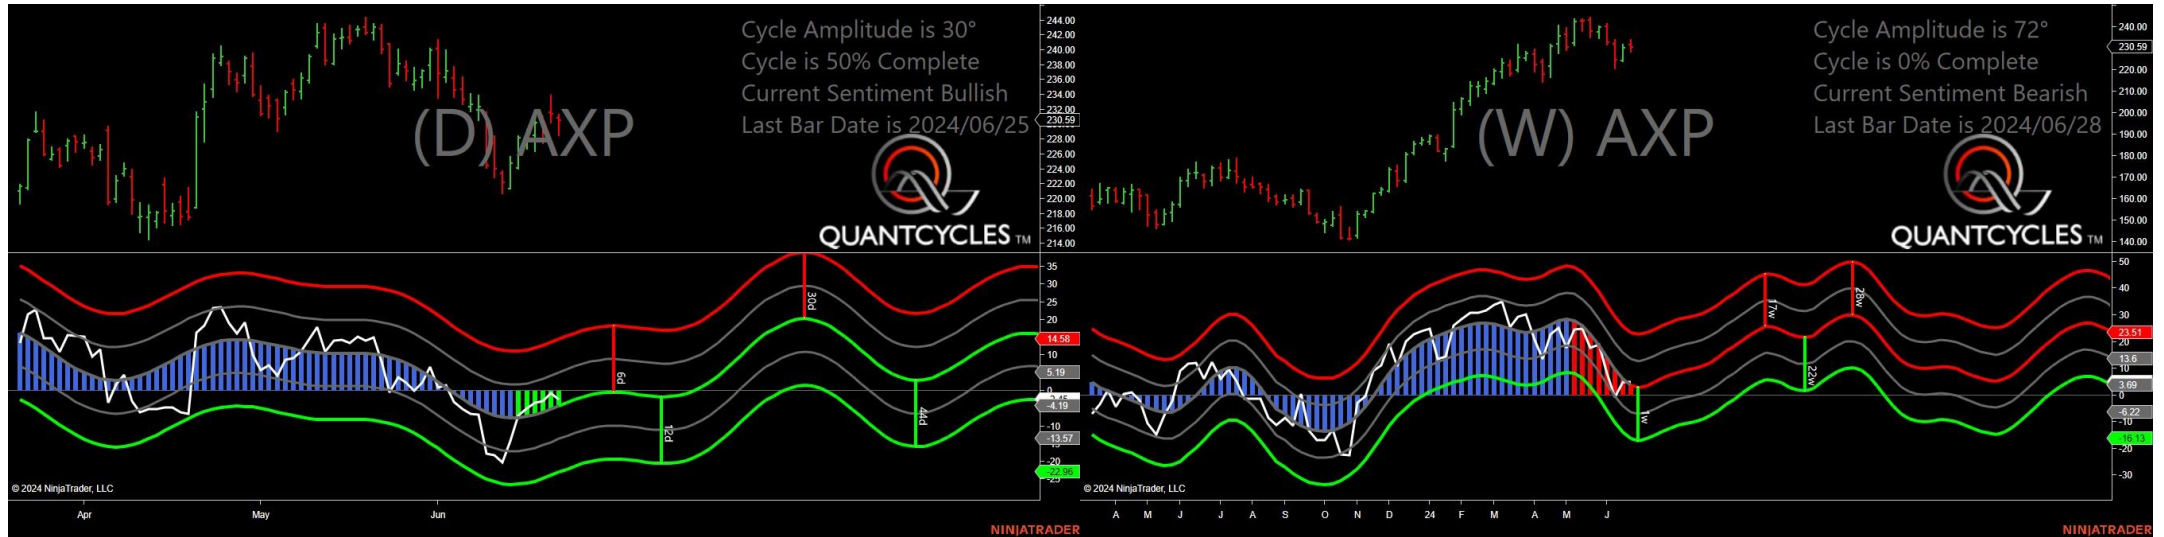 Cycle Amplitude is 30°
Cycle is 50% Complete
Current Sentiment Bullish
Last Bar Date is 2024/06/25
(D) AXP
QUANTCYCLES TM
244.00
242.00
240.00
238.00
236.00
234.00
232.00
230.59
228.00
226.00
224.00
222.00
220.00
218.00
216.00
214.00
35
30
25
20
14.58
10
5.19
0
-4.19
-10
-13.57
-20
-22.96
-25
6d
12d
30d
44d
© 2024 NinjaTrader, LLC
Apr May Jun
NINJATRADER
Cycle Amplitude is 72°
Cycle is 0% Complete
Current Sentiment Bearish
Last Bar Date is 2024/06/28
(W) AXP
QUANTCYCLES TM
240.00
230.59
220.00
210.00
200.00
190.00
180.00
170.00
160.00
150.00
140.00
50
40
30
23.51
20
13.6
10
3.69
0
-6.22
-10
-16.13
-20
-30
1w
17w
22w
28w
© 2024 NinjaTrader, LLC
A M J J A S O N D 24 F M A M J
NINJATRADER